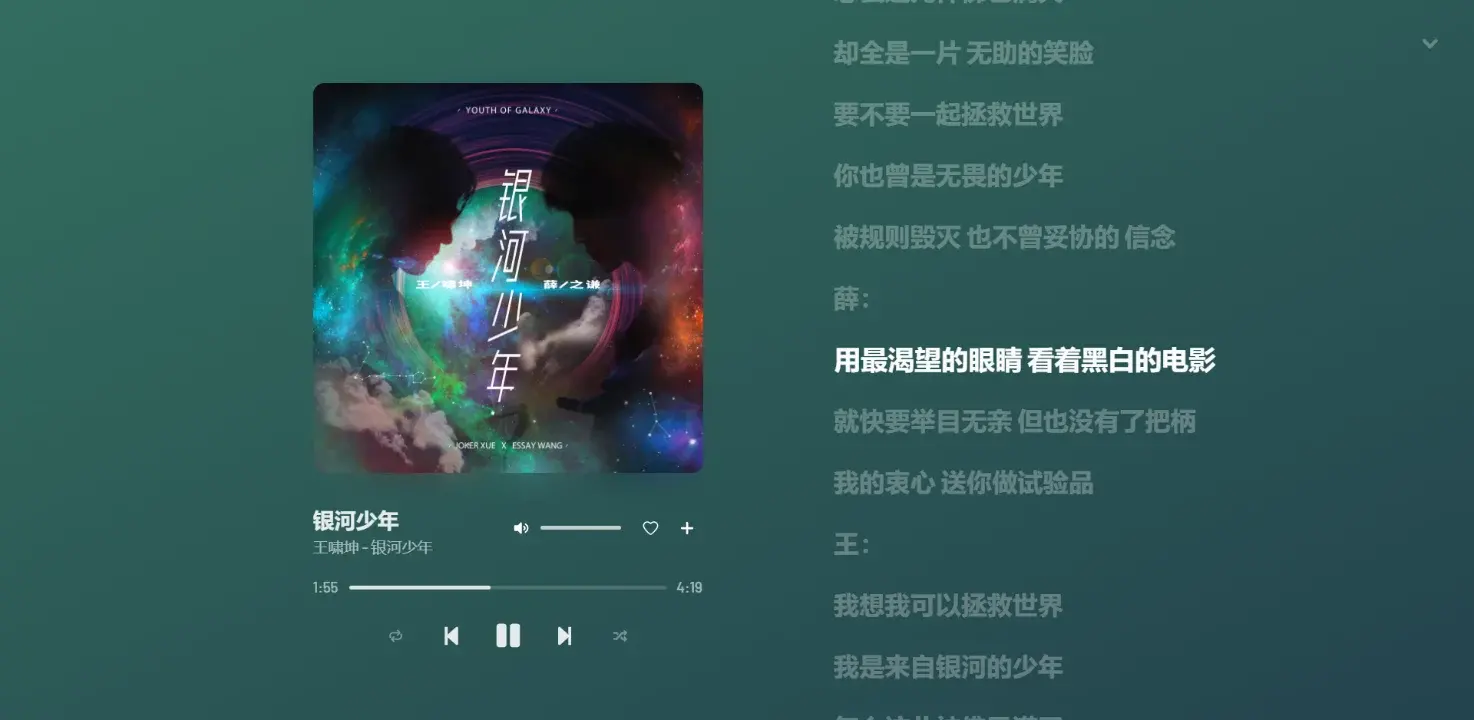 YOUTH OF GALAXY
银河少年
王/啸坤
薛/之谦
JOKER XUE X ESSAY WANG
银河少年
王啸坤 - 银河少年
1:55
4:19
却全是一片 无助的笑脸
要不要一起拯救世界
你也曾是无畏的少年
被规则毁灭 也不曾妥协的 信念
薛:
用最渴望的眼睛 看着黑白的电影
就快要举目无亲 但也没有了把柄
我的衷心 送你做试验品
王:
我想我可以拯救世界
我是来自银河的少年